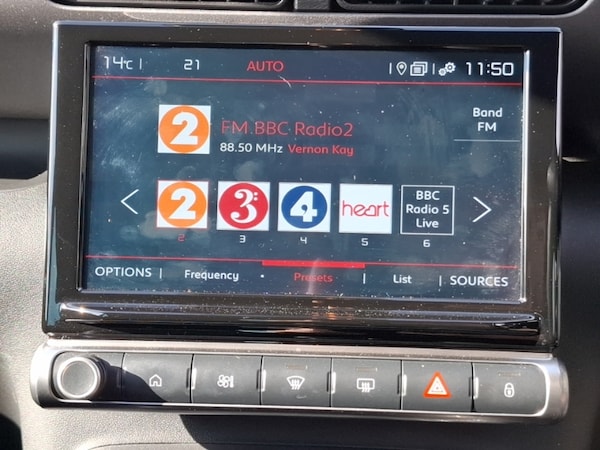 14°C 21 AUTO 11:50
2 FM.BBC Radio2
88.50 MHz Vernon Kay
Band
FM
2 3 4 heart BBC
Radio 5
Live
2 3 4 5 6
OPTIONS Frequency Presets List SOURCES